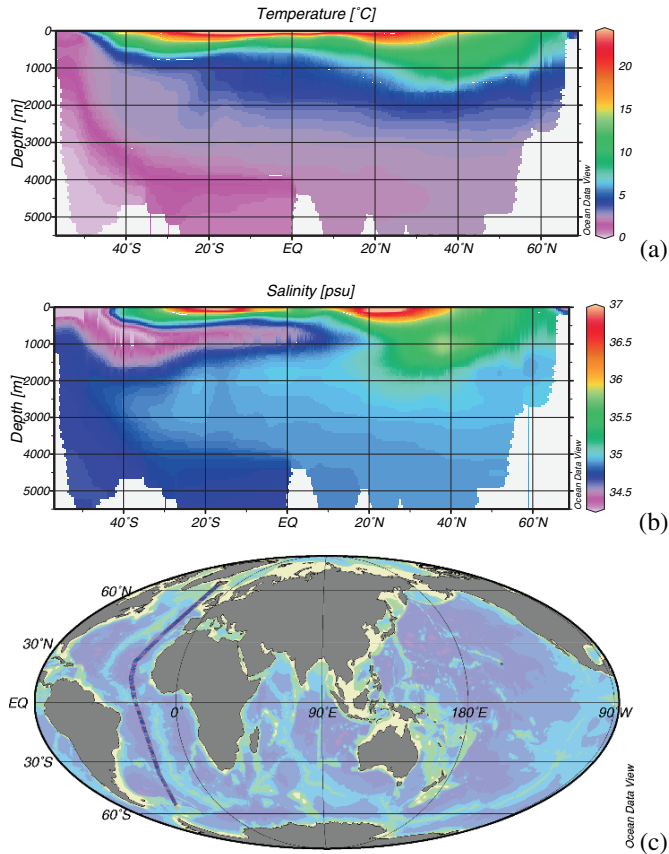 Temperature [˚C]
0
1000
2000
3000
4000
5000
Depth [m]
40˚S
20˚S
EQ
20˚N
40˚N
60˚N
Ocean Data View
20
15
10
5
0
(a)
Salinity [psu]
0
1000
2000
3000
4000
5000
Depth [m]
40˚S
20˚S
EQ
20˚N
40˚N
60˚N
Ocean Data View
37
36.5
36
35.5
35
34.5
(b)
60˚N
30˚N
EQ
30˚S
60˚S
0˚
90˚E
180˚E
90˚W
Ocean Data View
(c)